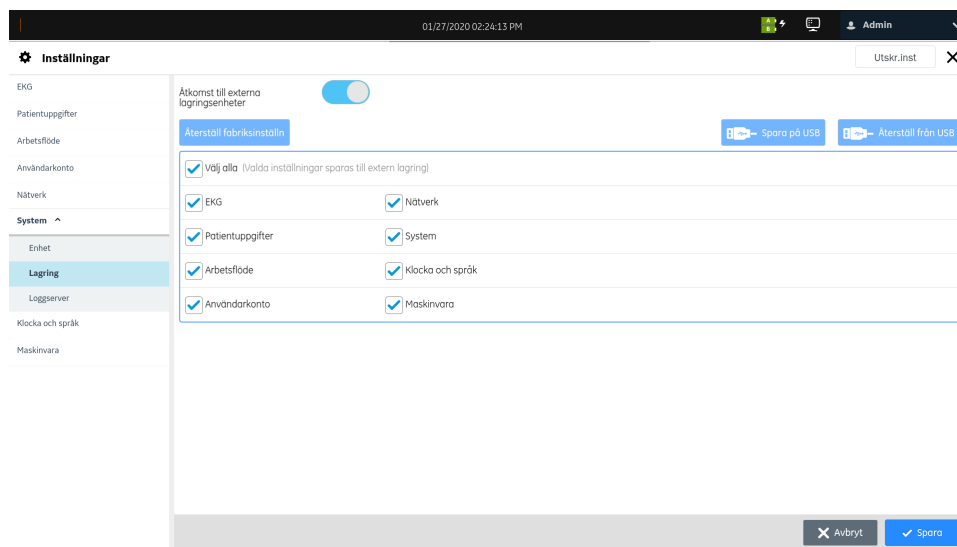 01/27/2020 02:24:13 PM
A
B
Admin
Inställningar
Utskr.inst
EKG
Patientuppgifter
Arbetsflöde
Användarkonto
Nätverk
System
Enhet
Lagring
Loggserver
Klocka och språk
Maskinvara
Åtkomst till externa
lagringsenheter
Återställ fabriksinställn
Spara på USB
Återställ från USB
Välj alla (Valda inställningar sparas till extern lagring)
EKG
Nätverk
Patientuppgifter
System
Arbetsflöde
Klocka och språk
Användarkonto
Maskinvara
Avbryt
Spara